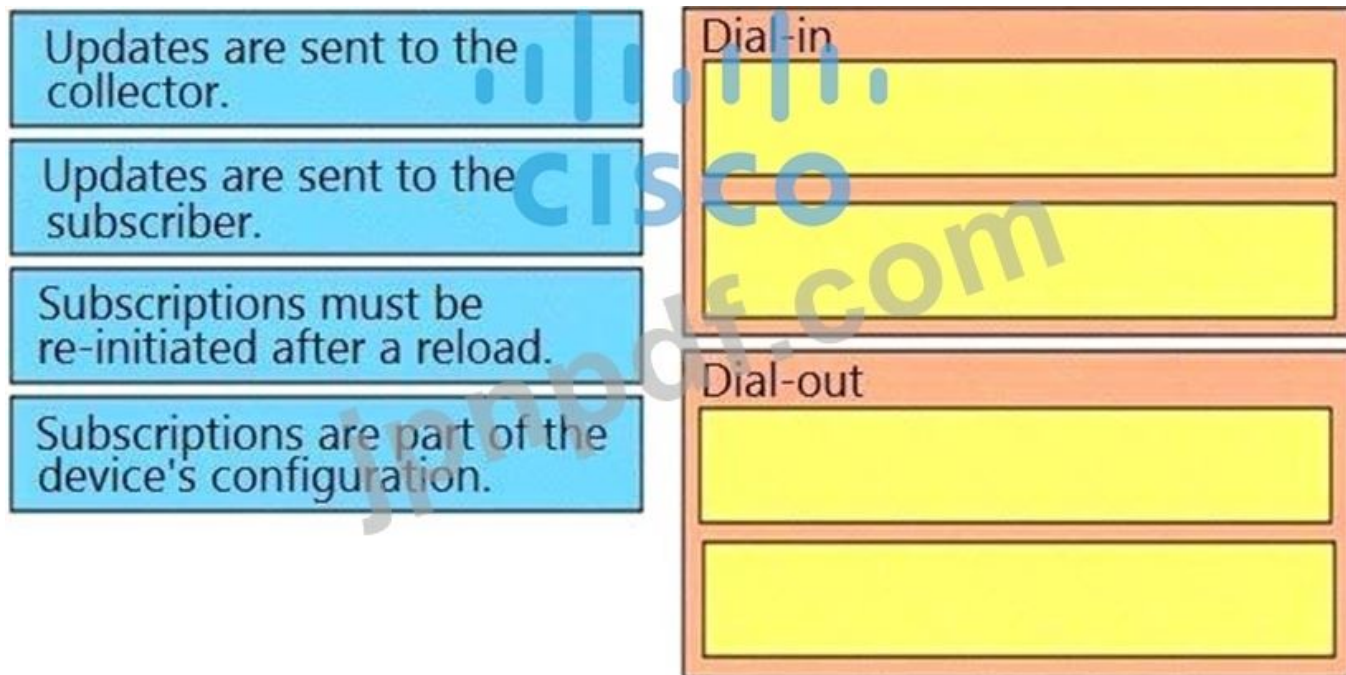 Updates are sent to the
collector.
Updates are sent to the
subscriber.
Subscriptions must be
re-initiated after a reload.
Subscriptions are part of the
device's configuration.
Dial-in
Dial-out
CISCO
jpnpdf.com